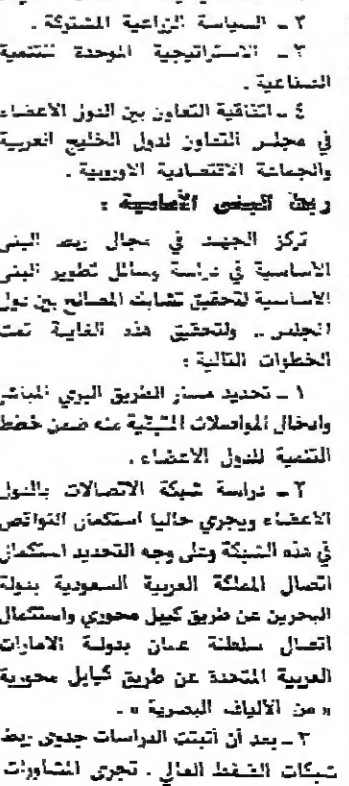 ٢ ـ السياسة الزراعية المشتركة .
٣ ـ الاستراتيجية الموحدة للتنمية
الصناعية .
٤ ـ اتفاقية التعاون بين الدول الاعضاء
في مجلس التعاون لدول الخليج العربية
والجماعة الاقتصادية الاوروبية .
ربط البنى الأساسية :
تركز الجهد في مجال ربط البنى
الأساسية في دراسة وسائل تطوير البنى
الاساسية لتحقيق تشابك المصالح بين دول
المجلس .. ولتحقيق هذه الغاية تمت
الخطوات التالية :
١ ـ تحديد مسار الطريق البري المباشر
وادخال المواصلات المنبثقة عنه ضمن خطط
التنمية للدول الاعضاء .
٢ ـ دراسة شبكة الاتصالات بالدول
الاعضاء ويجري حاليا استكمال النواقص
في هذه الشبكة وعلى وجه التحديد استكمال
اتصال المملكة العربية السعودية بدولة
البحرين عن طريق كيبل محوري واستكمال
اتصال سلطنة عمان بدولة الامارات
العربية المتحدة عن طريق كيابل محورية
« من الألياف البصرية » .
٣ ـ بعد أن أثبتت الدراسات جدوى ربط
شبكات الضغط العالي . تجرى المشاورات